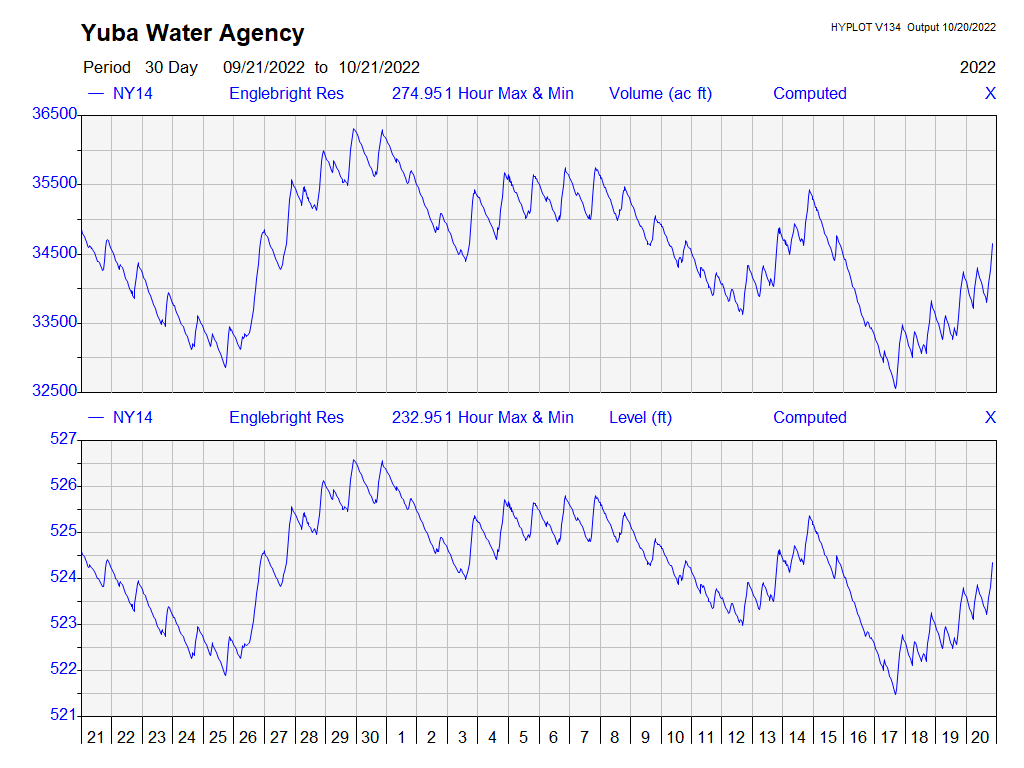 Yuba Water Agency
HYPLOT V134 Output 10/20/2022
Period 30 Day 09/21/2022 to 10/21/2022
2022
NY14 Englebright Res 274.951 Hour Max & Min Volume (ac ft) Computed X
36500
35500
34500
33500
32500
NY14 Englebright Res 232.951 Hour Max & Min Level (ft) Computed X
527
526
525
524
523
522
521
21 22 23 24 25 26 27 28 29 30 1 2 3 4 5 6 7 8 9 10 11 12 13 14 15 16 17 18 19 20